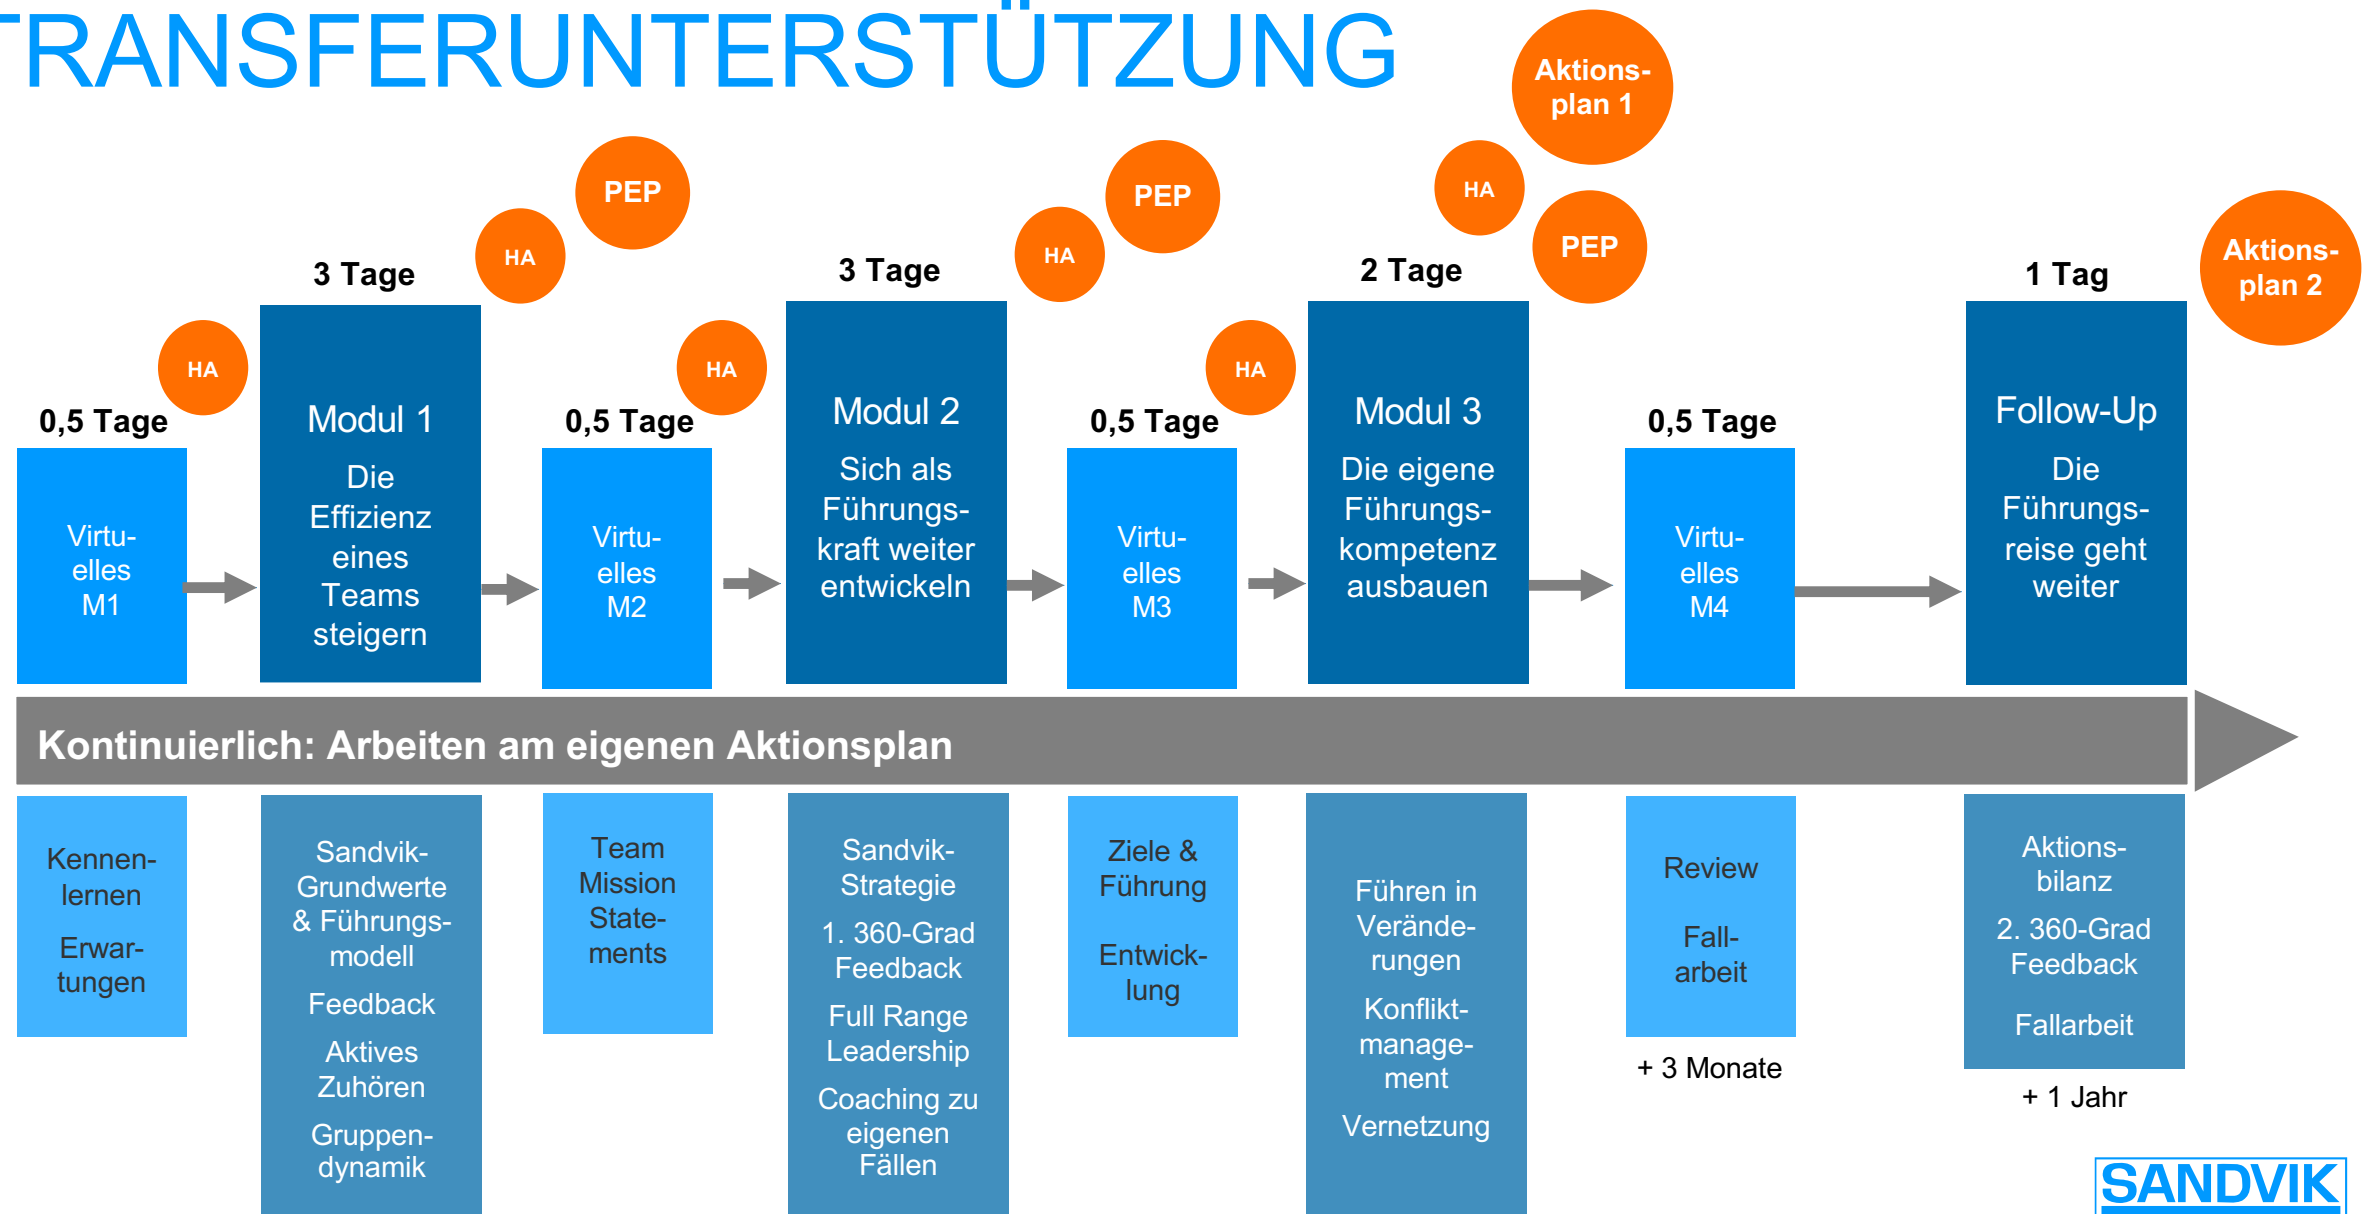 TRANSFERUNTERSTÜTZUNG
Aktions-
plan 1
PEP
PEP
HA
HA
HA
PEP
Aktions-
plan 2
3 Tage
3 Tage
2 Tage
1 Tag
HA
HA
HA
0,5 Tage
0,5 Tage
0,5 Tage
0,5 Tage
Virtu-
elles
M1
Modul 1
Die
Effizienz
eines
Teams
steigern
Virtu-
elles
M2
Modul 2
Sich als
Führungs-
kraft weiter
entwickeln
Virtu-
elles
M3
Modul 3
Die eigene
Führungs-
kompetenz
ausbauen
Virtu-
elles
M4
Follow-Up
Die
Führungs-
reise geht
weiter
Kontinuierlich: Arbeiten am eigenen Aktionsplan
Kennen-
lernen
Erwar-
tungen
Sandvik-
Grundwerte
& Führungs-
modell
Feedback
Aktives
Zuhören
Gruppen-
dynamik
Team
Mission
State-
ments
Sandvik-
Strategie
1. 360-Grad
Feedback
Full Range
Leadership
Coaching zu
eigenen
Fällen
Ziele &
Führung
Entwick-
lung
Führen in
Verände-
rungen
Konflikt-
manage-
ment
Vernetzung
Review
Fall-
arbeit
+ 3 Monate
Aktions-
bilanz
2. 360-Grad
Feedback
Fallarbeit
+ 1 Jahr
SANDVIK